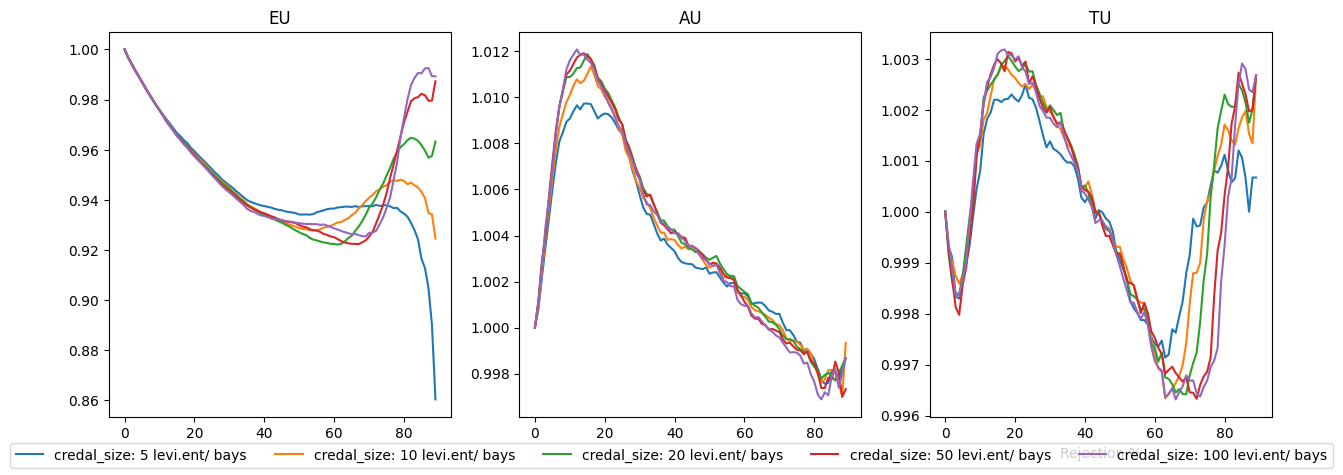 EU
AU
TU
1.00
0.98
0.96
0.94
0.92
0.90
0.88
0.86
0 20 40 60 80
1.012
1.010
1.008
1.006
1.004
1.002
1.000
0.998
0 20 40 60 80
1.003
1.002
1.001
1.000
0.999
0.998
0.997
0.996
0 20 40 60 80
Rejection
credal_size: 5 levi.ent/ bays
credal_size: 10 levi.ent/ bays
credal_size: 20 levi.ent/ bays
credal_size: 50 levi.ent/ bays
credal_size: 100 levi.ent/ bays